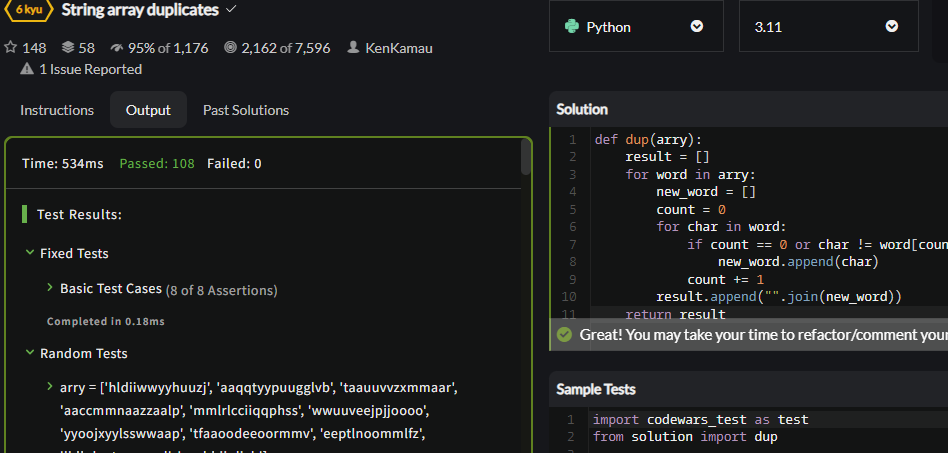 6 kyu String array duplicates
148 58 95% of 1,176 2,162 of 7,596 KenKamau
1 Issue Reported
Instructions Output Past Solutions
Time: 534ms Passed: 108 Failed: 0
Test Results:
Fixed Tests
Basic Test Cases (8 of 8 Assertions)
Completed in 0.18ms
Random Tests
arry = ['hldiiwwyyhuuzj', 'aaqqtyypuugglvb', 'taauuvvzxmmaar',
'aaccmmnaazzaalp', 'mmlrlcciiqqphss', 'wwuuveejpjjoooo',
'yyoojxyylsswwaap', 'tfaaoodeeoormmv', 'eeptlnoommlfz',
Python 3.11
Solution
1 def dup(arry):
2 result = []
3 for word in arry:
4 new_word = []
5 count = 0
6 for char in word:
7 if count == 0 or char != word[coun
8 new_word.append(char)
9 count += 1
10 result.append("".join(new_word))
11 return result
Great! You may take your time to refactor/comment your
Sample Tests
1 import codewars_test as test
2 from solution import dup